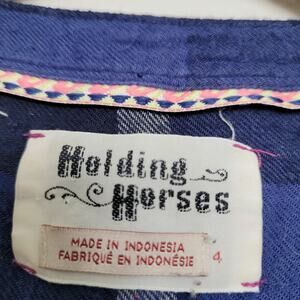 Holding
Horses
MADE IN INDONESIA
FABRIQUÉ EN INDONÉSIE
4